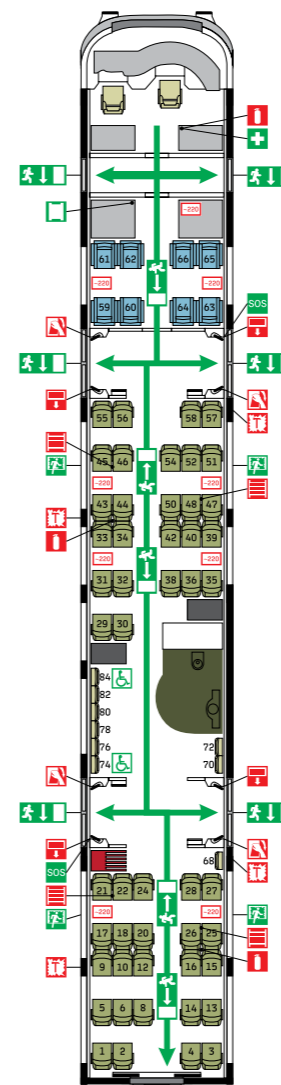 ~220
61 62 66 65
~220 ~220
59 60 64 63
SOS
55 56 58 57
T
45 46 54 52 51
~220 ~220
43 44 50 48 47
T
33 34 42 40 39
~220 ~220
31 32 38 36 35
29 30
84
82
80
78
76 72
74 70
68
SOS T
21 22 24 28 27
~220 ~220
17 18 20 26 25
T 9 10 12 16 15
5 6 8 14 13
1 2 4 3